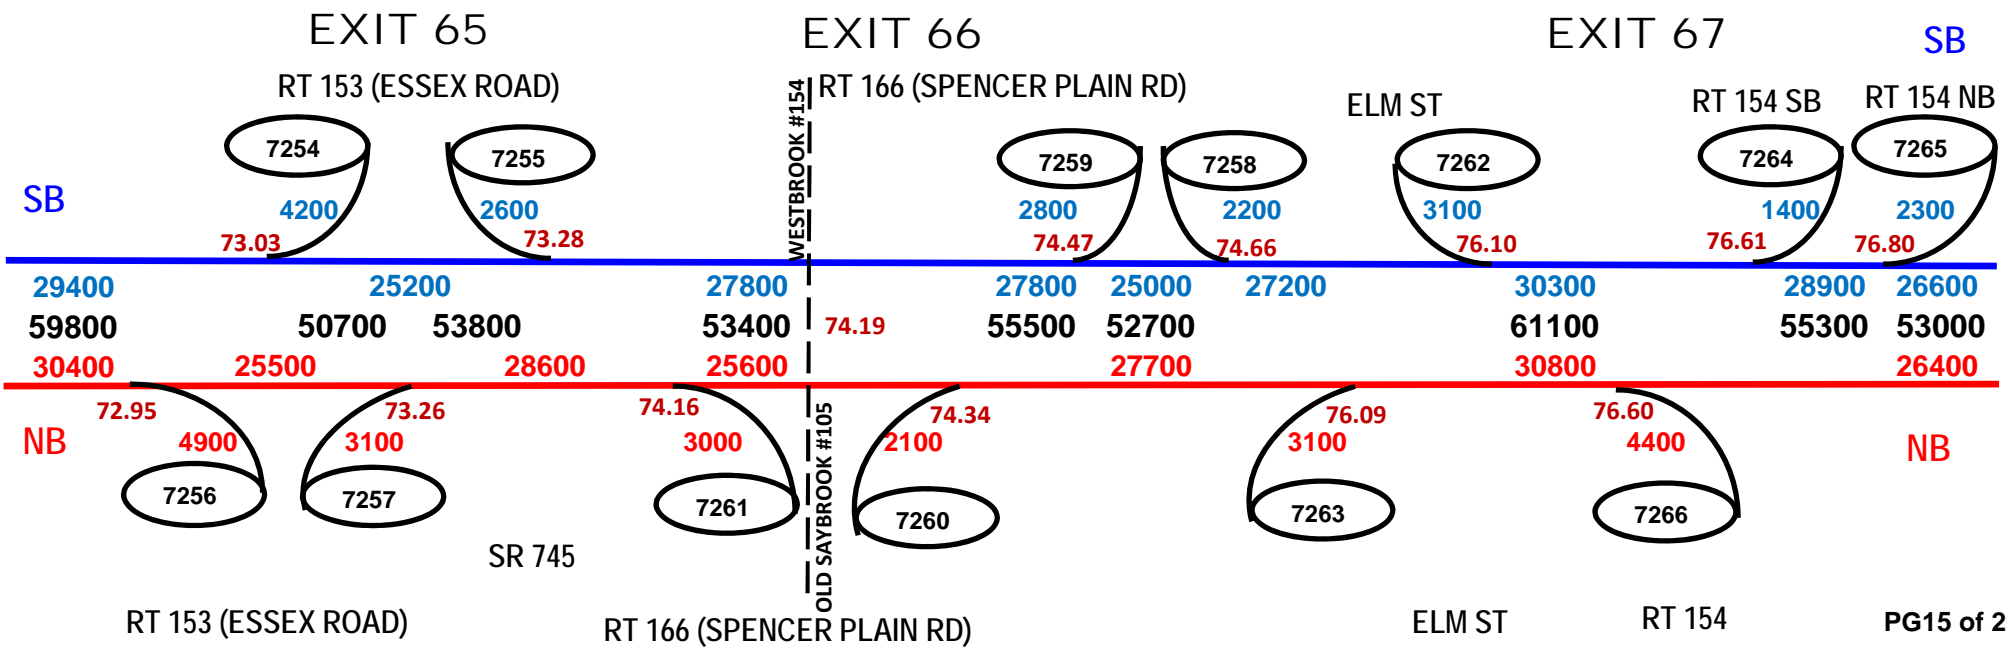 EXIT 65 EXIT 66 EXIT 67 SB
RT 153 (ESSEX ROAD) RT 166 (SPENCER PLAIN RD) ELM ST RT 154 SB RT 154 NB
WESTBROOK #154
7254 7255 7259 7258 7262 7264 7265
SB 4200 2600 2800 2200 3100 1400 2300
73.03 73.28 74.47 74.66 76.10 76.61 76.80
29400 25200 27800 27800 25000 27200 30300 28900 26600
59800 50700 53800 53400 74.19 55500 52700 61100 55300 53000
30400 25500 28600 25600 27700 30800 26400
72.95 73.26 74.16 74.34 76.09 76.60
NB 4900 3100 3000 2100 3100 4400 NB
7256 7257 7261 7260 7263 7266
OLD SAYBROOK #105
SR 745
RT 153 (ESSEX ROAD) RT 166 (SPENCER PLAIN RD) ELM ST RT 154 PG15 of 2